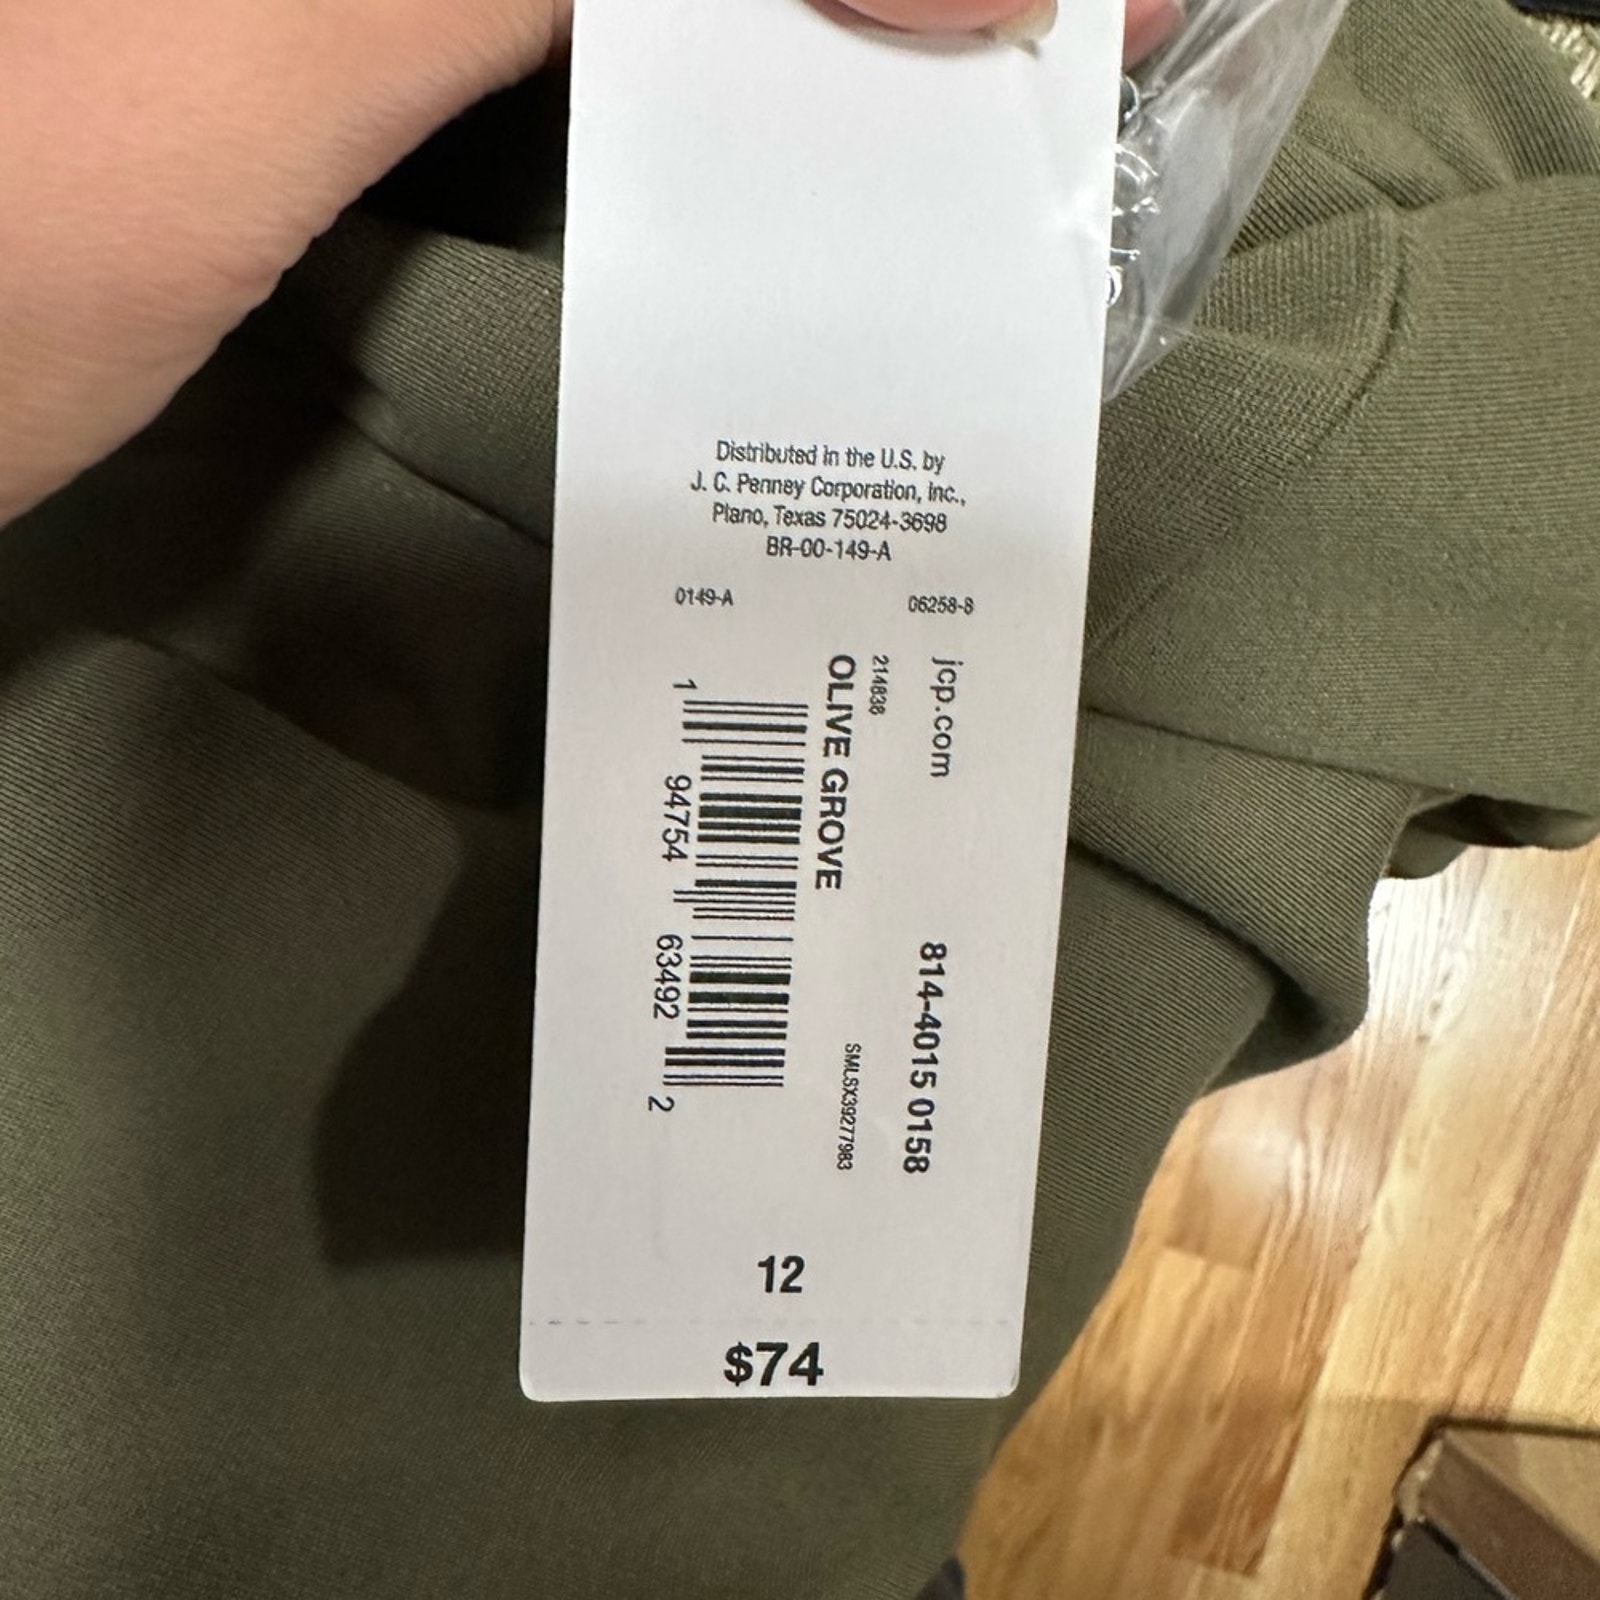 Distributed in the U.S. by
J. C. Penney Corporation, Inc.,
Plano, Texas 75024-3698
BR-00-149-A
0149-A
06258-8
jcp.com
814-4015 0158
214838
SMLSX39277983
OLIVE GROVE
1 94754 63492 2
12
$74